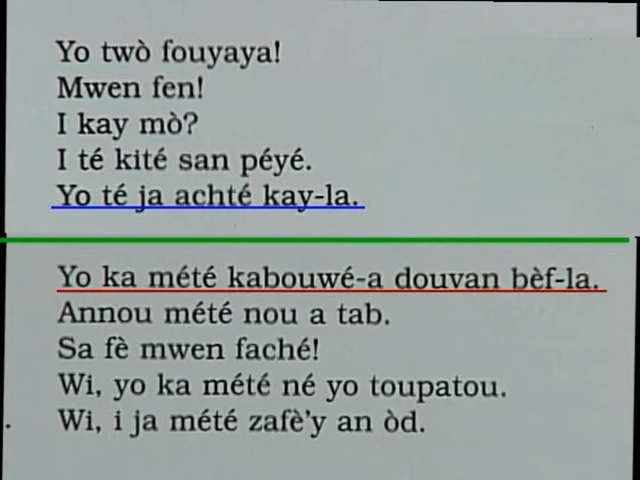 Yo twò fouyaya!
Mwen fen!
I kay mò?
I té kité san péyé.
Yo té ja achté kay-la.
Yo ka mété kabouwé-a douvan bèf-la.
Annou mété nou a tab.
Sa fè mwen faché!
Wi, yo ka mété né yo toupatou.
Wi, i ja mété zafè'y an òd.